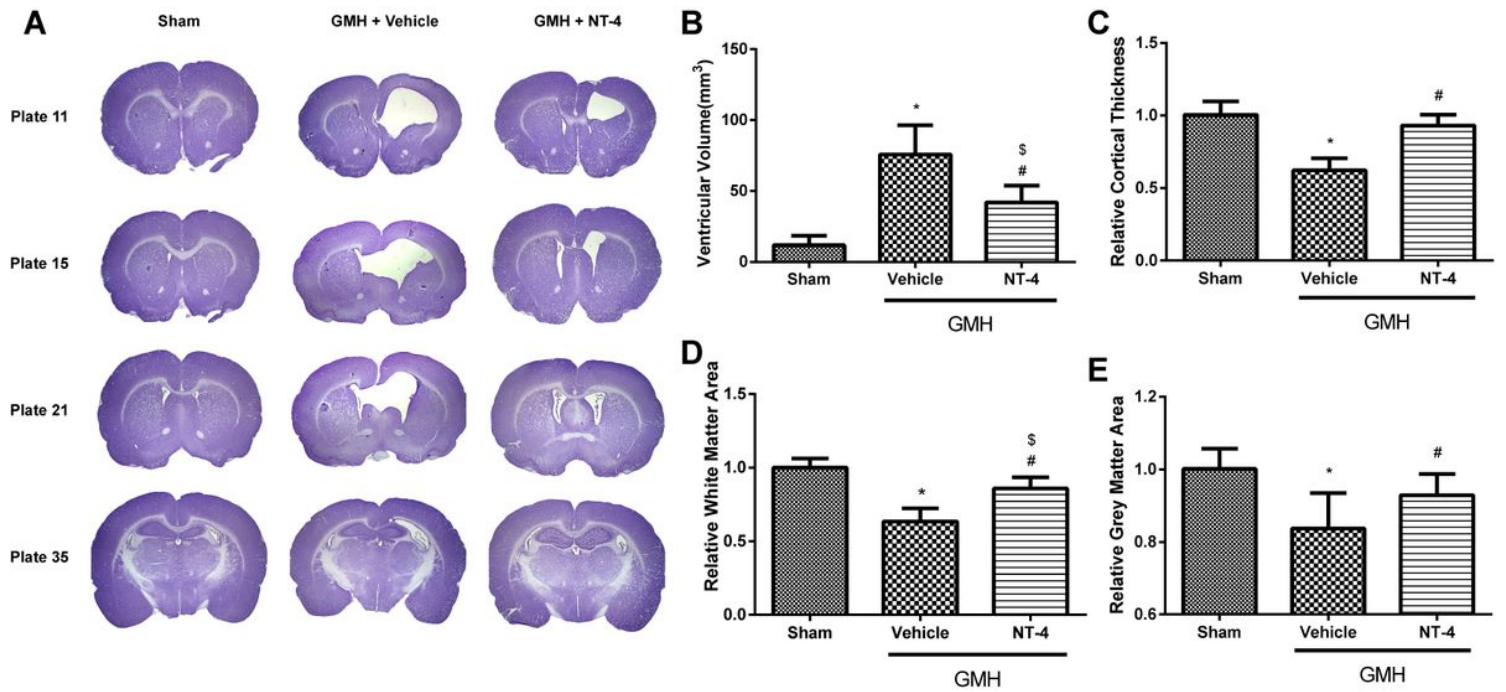 A
Sham
GMH + Vehicle
GMH + NT-4
Plate 11
Plate 15
Plate 21
Plate 35
B
Ventricular Volume(mm³)
150
100
50
0
*
$
#
Sham
Vehicle
NT-4
GMH
C
Relative Cortical Thickness
1.5
1.0
0.5
0.0
*
#
Sham
Vehicle
NT-4
GMH
D
Relative White Matter Area
1.5
1.0
0.5
0.0
*
$
#
Sham
Vehicle
NT-4
GMH
E
Relative Grey Matter Area
1.2
1.0
0.8
0.6
*
#
Sham
Vehicle
NT-4
GMH